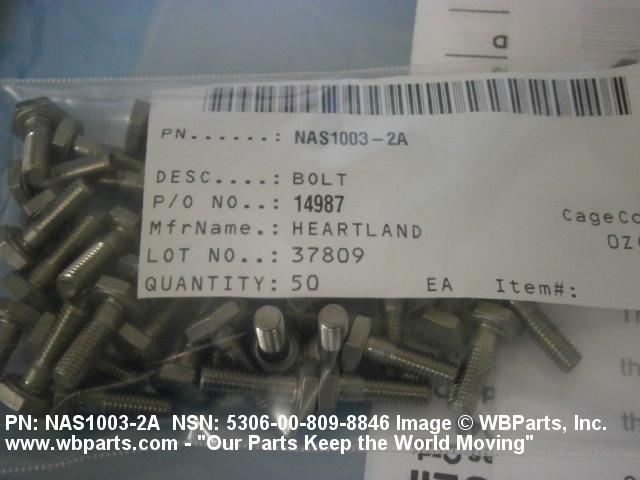 PN......: NAS1003-2A
DESC....: BOLT
P/O NO..: 14987
MfrName.: HEARTLAND
CageCo
LOT NO..: 37809
OZ
QUANTITY: 50 EA Item#:
PN: NAS1003-2A NSN: 5306-00-809-8846 Image © WBParts, Inc.
www.wbparts.com - "Our Parts Keep the World Moving"